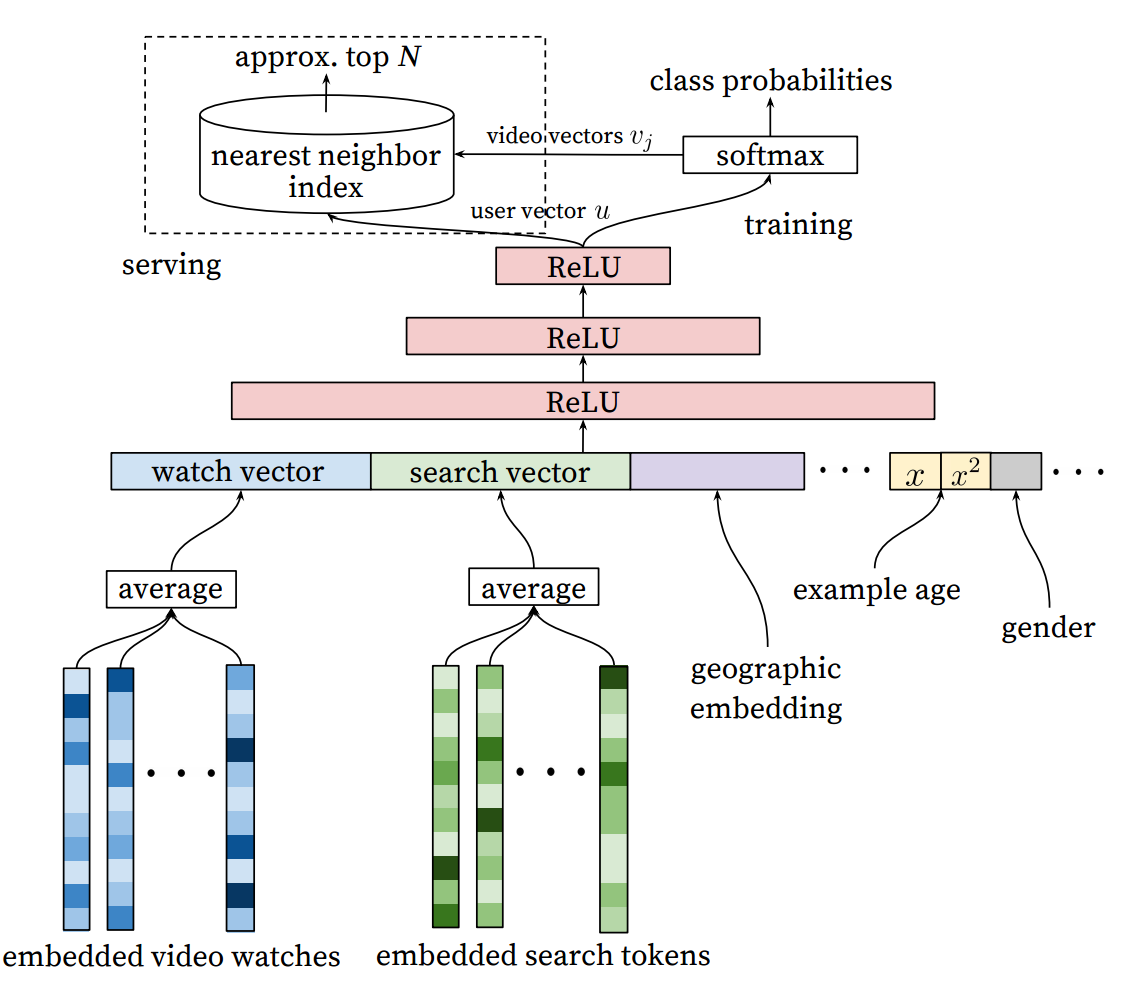 approx. top N
class probabilities
nearest neighbor
index
video vectors v_j
softmax
user vector u
training
serving
ReLU
ReLU
ReLU
watch vector
search vector
. . .
x
x²
. . .
average
average
example age
gender
geographic
embedding
. . .
. . .
embedded video watches
embedded search tokens